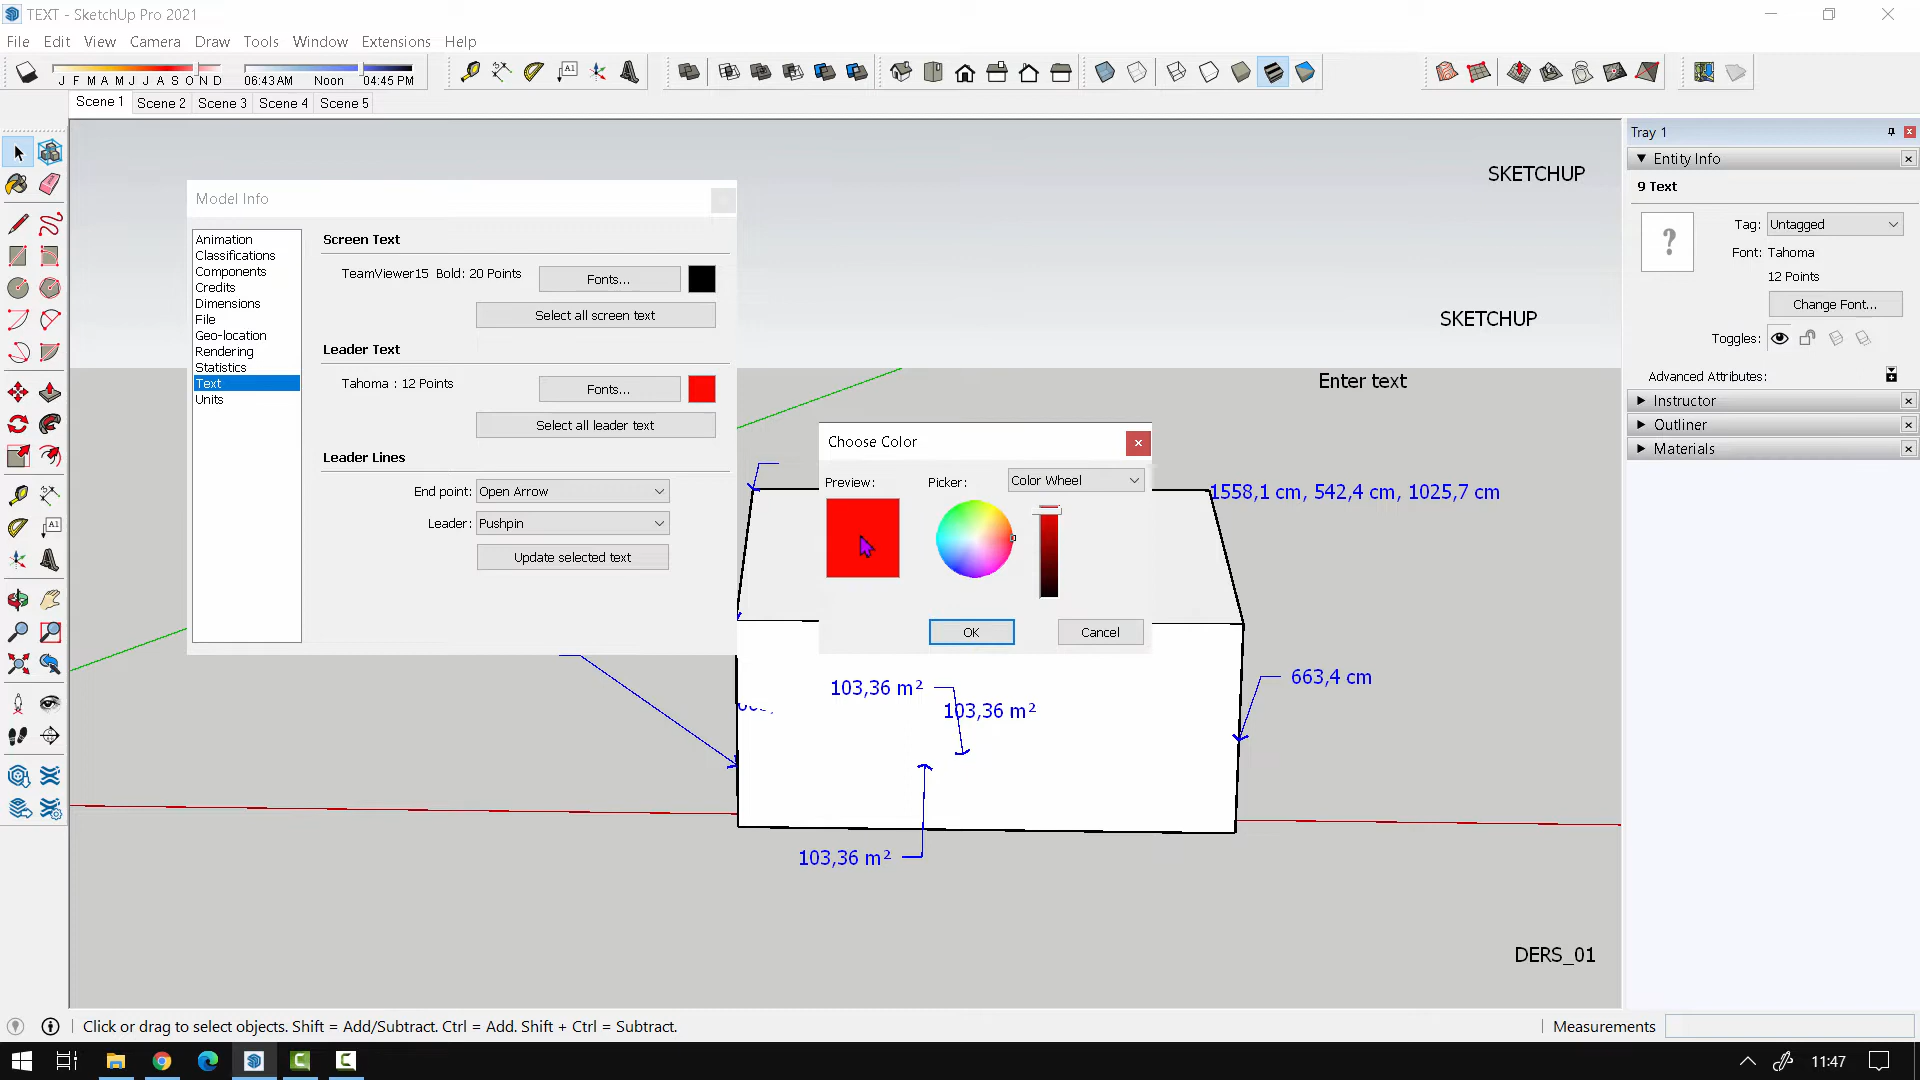 TEXT - SketchUp Pro 2021
File Edit View Camera Draw Tools Window Extensions Help
J F M A M J J A S O N D 06:43AM Noon 04:45 PM
Scene 1 Scene 2 Scene 3 Scene 4 Scene 5
Model Info
Animation
Classifications
Components
Credits
Dimensions
File
Geo-location
Rendering
Statistics
Text
Units
Screen Text
TeamViewer15 Bold: 20 Points Fonts...
Select all screen text
Leader Text
Tahoma : 12 Points Fonts...
Select all leader text
Leader Lines
End point: Open Arrow
Leader: Pushpin
Update selected text
Choose Color
Preview: Picker: Color Wheel
OK Cancel
SKETCHUP
SKETCHUP
Enter text
1558,1 cm, 542,4 cm, 1025,7 cm
663,4 cm
103,36 m²
103,36 m²
103,36 m²
DERS_01
Tray 1
Entity Info
9 Text
Tag: Untagged
Font: Tahoma
12 Points
Change Font...
Toggles:
Advanced Attributes:
Instructor
Outliner
Materials
Click or drag to select objects. Shift = Add/Subtract. Ctrl = Add. Shift + Ctrl = Subtract.
Measurements
11:47